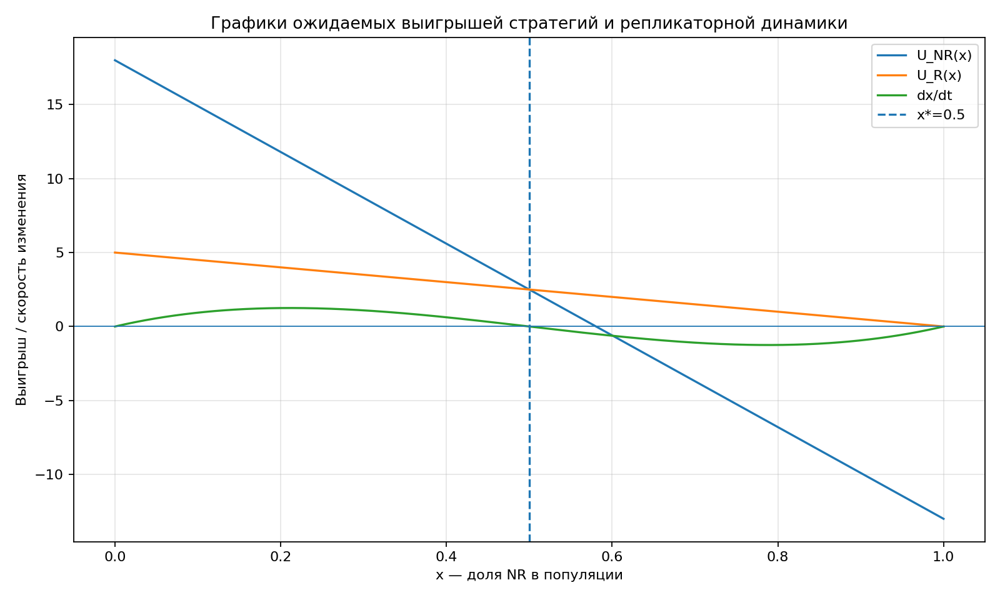 Графики ожидаемых выигрышей стратегий и репликаторной динамики
U_NR(x)
U_R(x)
dx/dt
x*=0.5
Выигрыш / скорость изменения
15
10
5
0
−5
−10
0.0
0.2
0.4
0.6
0.8
1.0
x — доля NR в популяции